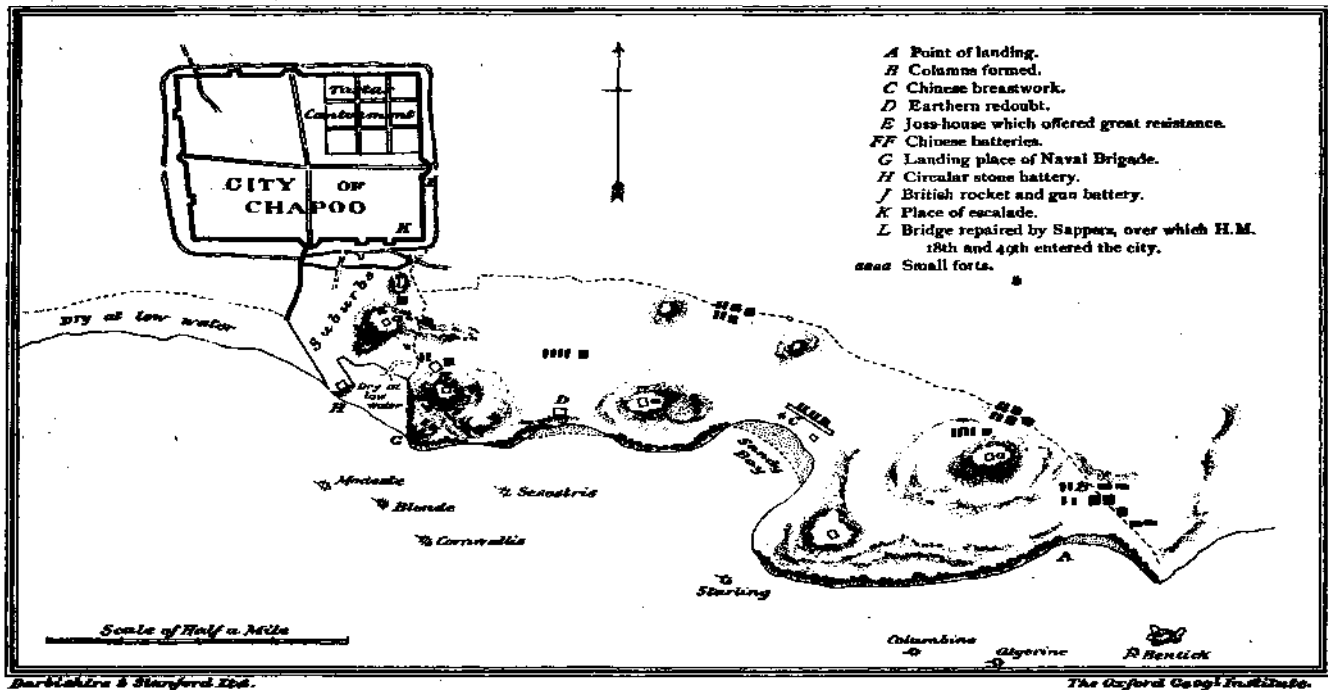 A Point of landing.
B Columns formed.
C Chinese breastwork.
D Earthern redoubt.
E Joss-house which offered great resistance.
FF Chinese batteries.
G Landing place of Naval Brigade.
H Circular stone battery.
J British rocket and gun battery.
K Place of escalade.
L Bridge repaired by Sappers, over which H.M.
18th and 49th entered the city.
aaaa Small forts.
Tartar
Cantonment
CITY OF
CHAPOO
K
Suburbs
Dry at low water
Dry at
low
water
H
G
D
C
Sandy
Bay
B
A
Modeste
Blonde
Sesostris
Cornwallis
Starling
Columbine
Algerine
Bentick
Scale of Half a Mile
Darbishire & Stanford Ltd.
The Oxford Geogl Institute.